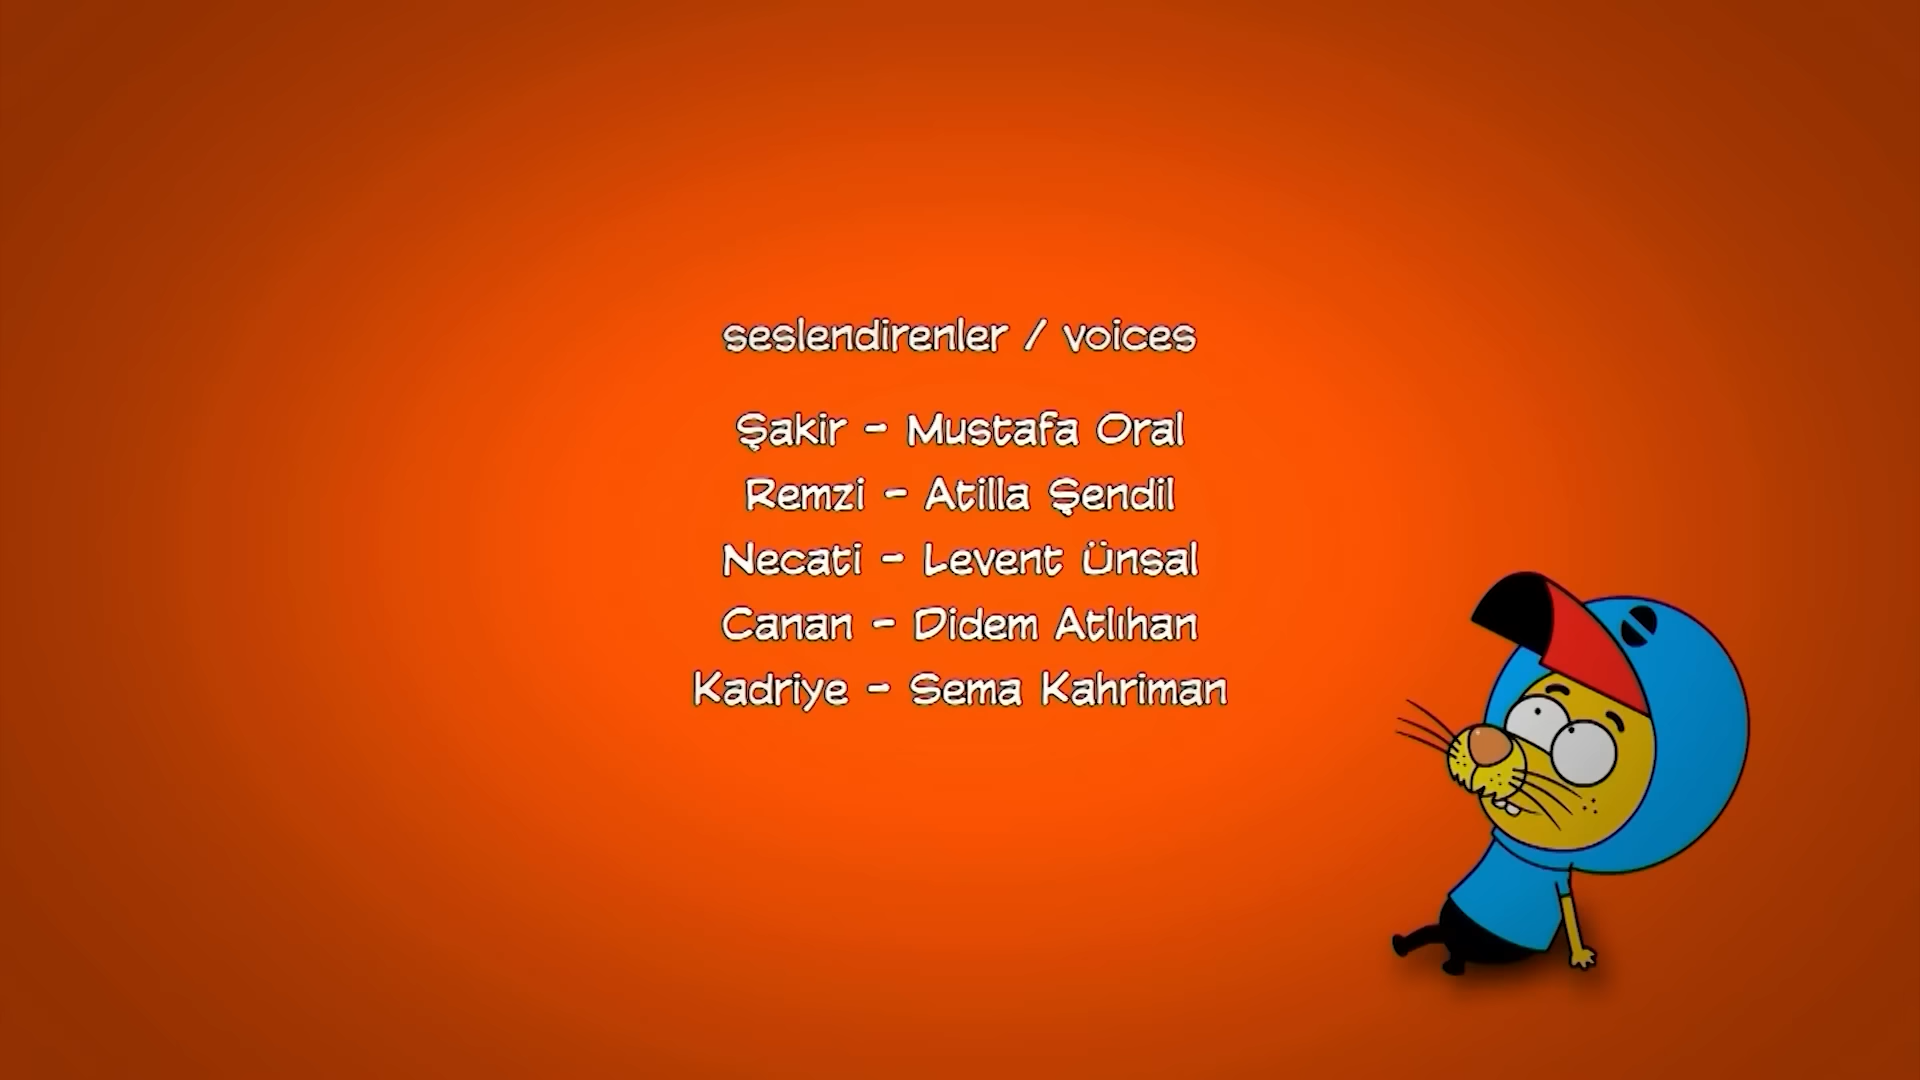 seslendirenler / voices
Şakir - Mustafa Oral
Remzi - Atilla Şendil
Necati - Levent Ünsal
Canan - Didem Atlıhan
Kadriye - Sema Kahriman